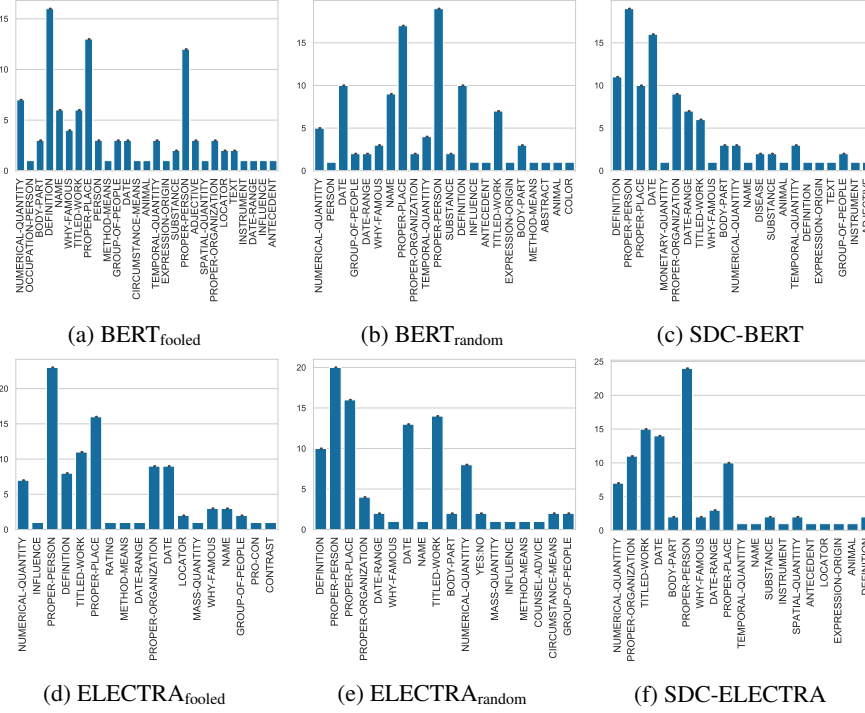 15
10
5
0
NUMERICAL-QUANTITY
OCCUPATION-PERSON
BODY-PART
DEFINITION
NAME
WHY-FAMOUS
TITLED-WORK
PROPER-PLACE
PERSON
METHOD-MEANS
GROUP-OF-PEOPLE
DATE
CIRCUMSTANCE-MEANS
ANIMAL
TEMPORAL-QUANTITY
EXPRESSION-ORIGIN
SUBSTANCE
PROPER-PERSON
ADJECTIVE
SPATIAL-QUANTITY
PROPER-ORGANIZATION
LOCATOR
TEXT
INSTRUMENT
DATE-RANGE
INFLUENCE
ANTECEDENT
(a) BERTfooled
15
10
5
0
NUMERICAL-QUANTITY
PERSON
DATE
GROUP-OF-PEOPLE
DATE-RANGE
WHY-FAMOUS
NAME
PROPER-PLACE
PROPER-ORGANIZATION
TEMPORAL-QUANTITY
PROPER-PERSON
SUBSTANCE
DEFINITION
INFLUENCE
ANTECEDENT
TITLED-WORK
EXPRESSION-ORIGIN
BODY-PART
METHOD-MEANS
ABSTRACT
ANIMAL
COLOR
(b) BERTrandom
15
10
5
0
DEFINITION
PROPER-PERSON
PROPER-PLACE
DATE
MONETARY-QUANTITY
PROPER-ORGANIZATION
DATE-RANGE
TITLED-WORK
WHY-FAMOUS
BODY-PART
NUMERICAL-QUANTITY
NAME
DISEASE
SUBSTANCE
ANIMAL
TEMPORAL-QUANTITY
DEFINITION
EXPRESSION-ORIGIN
TEXT
GROUP-OF-PEOPLE
INSTRUMENT
(c) SDC-BERT
20
15
10
5
0
NUMERICAL-QUANTITY
INFLUENCE
PROPER-PERSON
DEFINITION
TITLED-WORK
PROPER-PLACE
RATING
METHOD-MEANS
DATE-RANGE
PROPER-ORGANIZATION
DATE
LOCATOR
MASS-QUANTITY
WHY-FAMOUS
NAME
GROUP-OF-PEOPLE
PRO-CON
CONTRAST
(d) ELECTRAfooled
20
15
10
5
0
DEFINITION
PROPER-PERSON
PROPER-PLACE
PROPER-ORGANIZATION
DATE-RANGE
WHY-FAMOUS
DATE
NAME
TITLED-WORK
BODY-PART
NUMERICAL-QUANTITY
YES:NO
MASS-QUANTITY
INFLUENCE
METHOD-MEANS
COUNSEL-ADVICE
CIRCUMSTANCE-MEANS
GROUP-OF-PEOPLE
(e) ELECTRArandom
25
20
15
10
5
0
NUMERICAL-QUANTITY
PROPER-ORGANIZATION
TITLED-WORK
DATE
BODY-PART
PROPER-PERSON
WHY-FAMOUS
DATE-RANGE
PROPER-PLACE
TEMPORAL-QUANTITY
NAME
SUBSTANCE
INSTRUMENT
SPATIAL-QUANTITY
ANTECEDENT
LOCATOR
EXPRESSION-ORIGIN
ANIMAL
DEFINITION
(f) SDC-ELECTRA